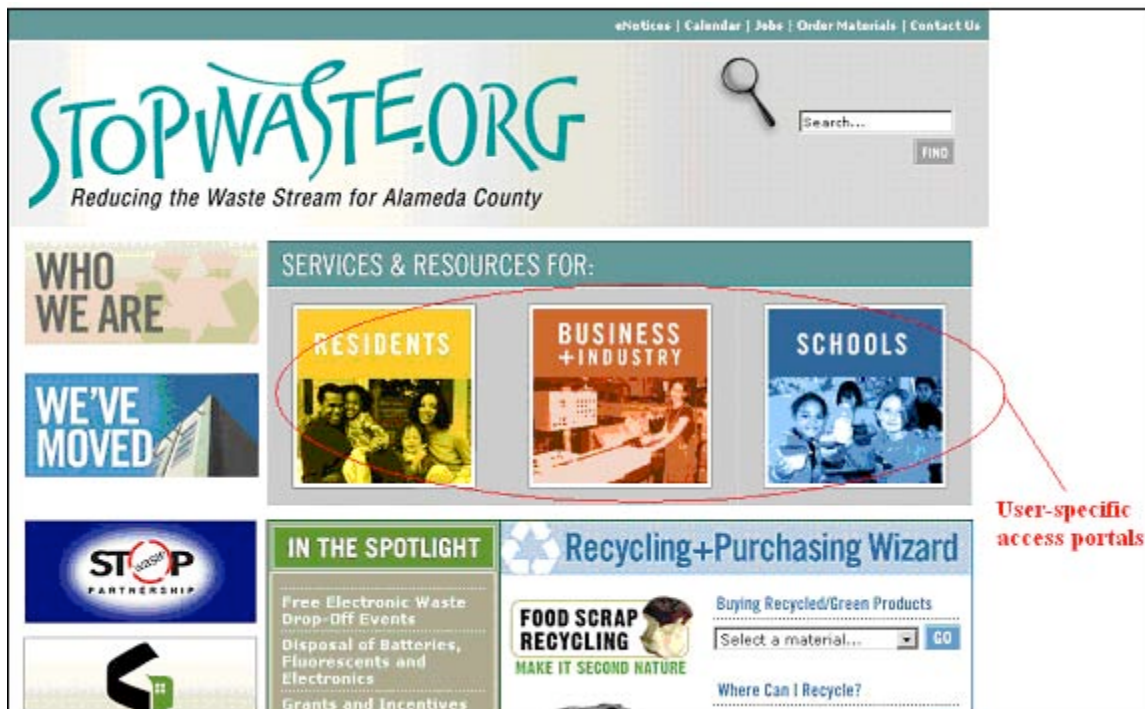 eNotices | Calendar | Jobs | Order Materials | Contact Us
STOPWASTE.ORG
Reducing the Waste Stream for Alameda County
Search...
FIND
WHO
WE ARE
WE'VE
MOVED
STOP
waste
PARTNERSHIP
SERVICES & RESOURCES FOR:
RESIDENTS
BUSINESS
+INDUSTRY
SCHOOLS
User-specific
access portals
IN THE SPOTLIGHT
Free Electronic Waste
Drop-Off Events
Disposal of Batteries,
Fluorescents and
Electronics
Grants and Incentives
Recycling+Purchasing Wizard
FOOD SCRAP
RECYCLING
MAKE IT SECOND NATURE
Buying Recycled/Green Products
Select a material...
GO
Where Can I Recycle?